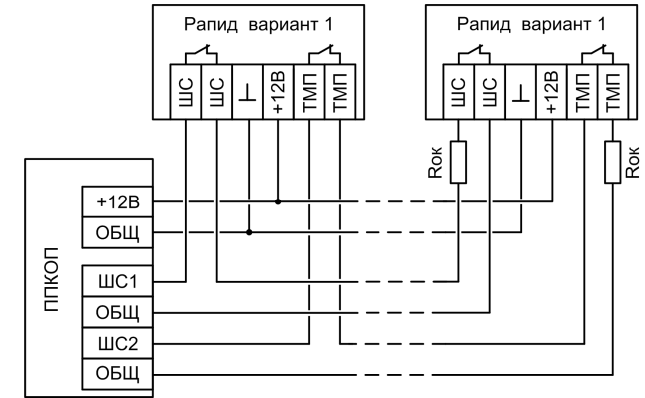 Рапид вариант 1
Рапид вариант 1
ШС
ШС
⊥
+12В
ТМП
ТМП
ШС
ШС
⊥
+12В
ТМП
ТМП
Rок
Rок
ППКОП
+12В
ОБЩ
ШС1
ОБЩ
ШС2
ОБЩ